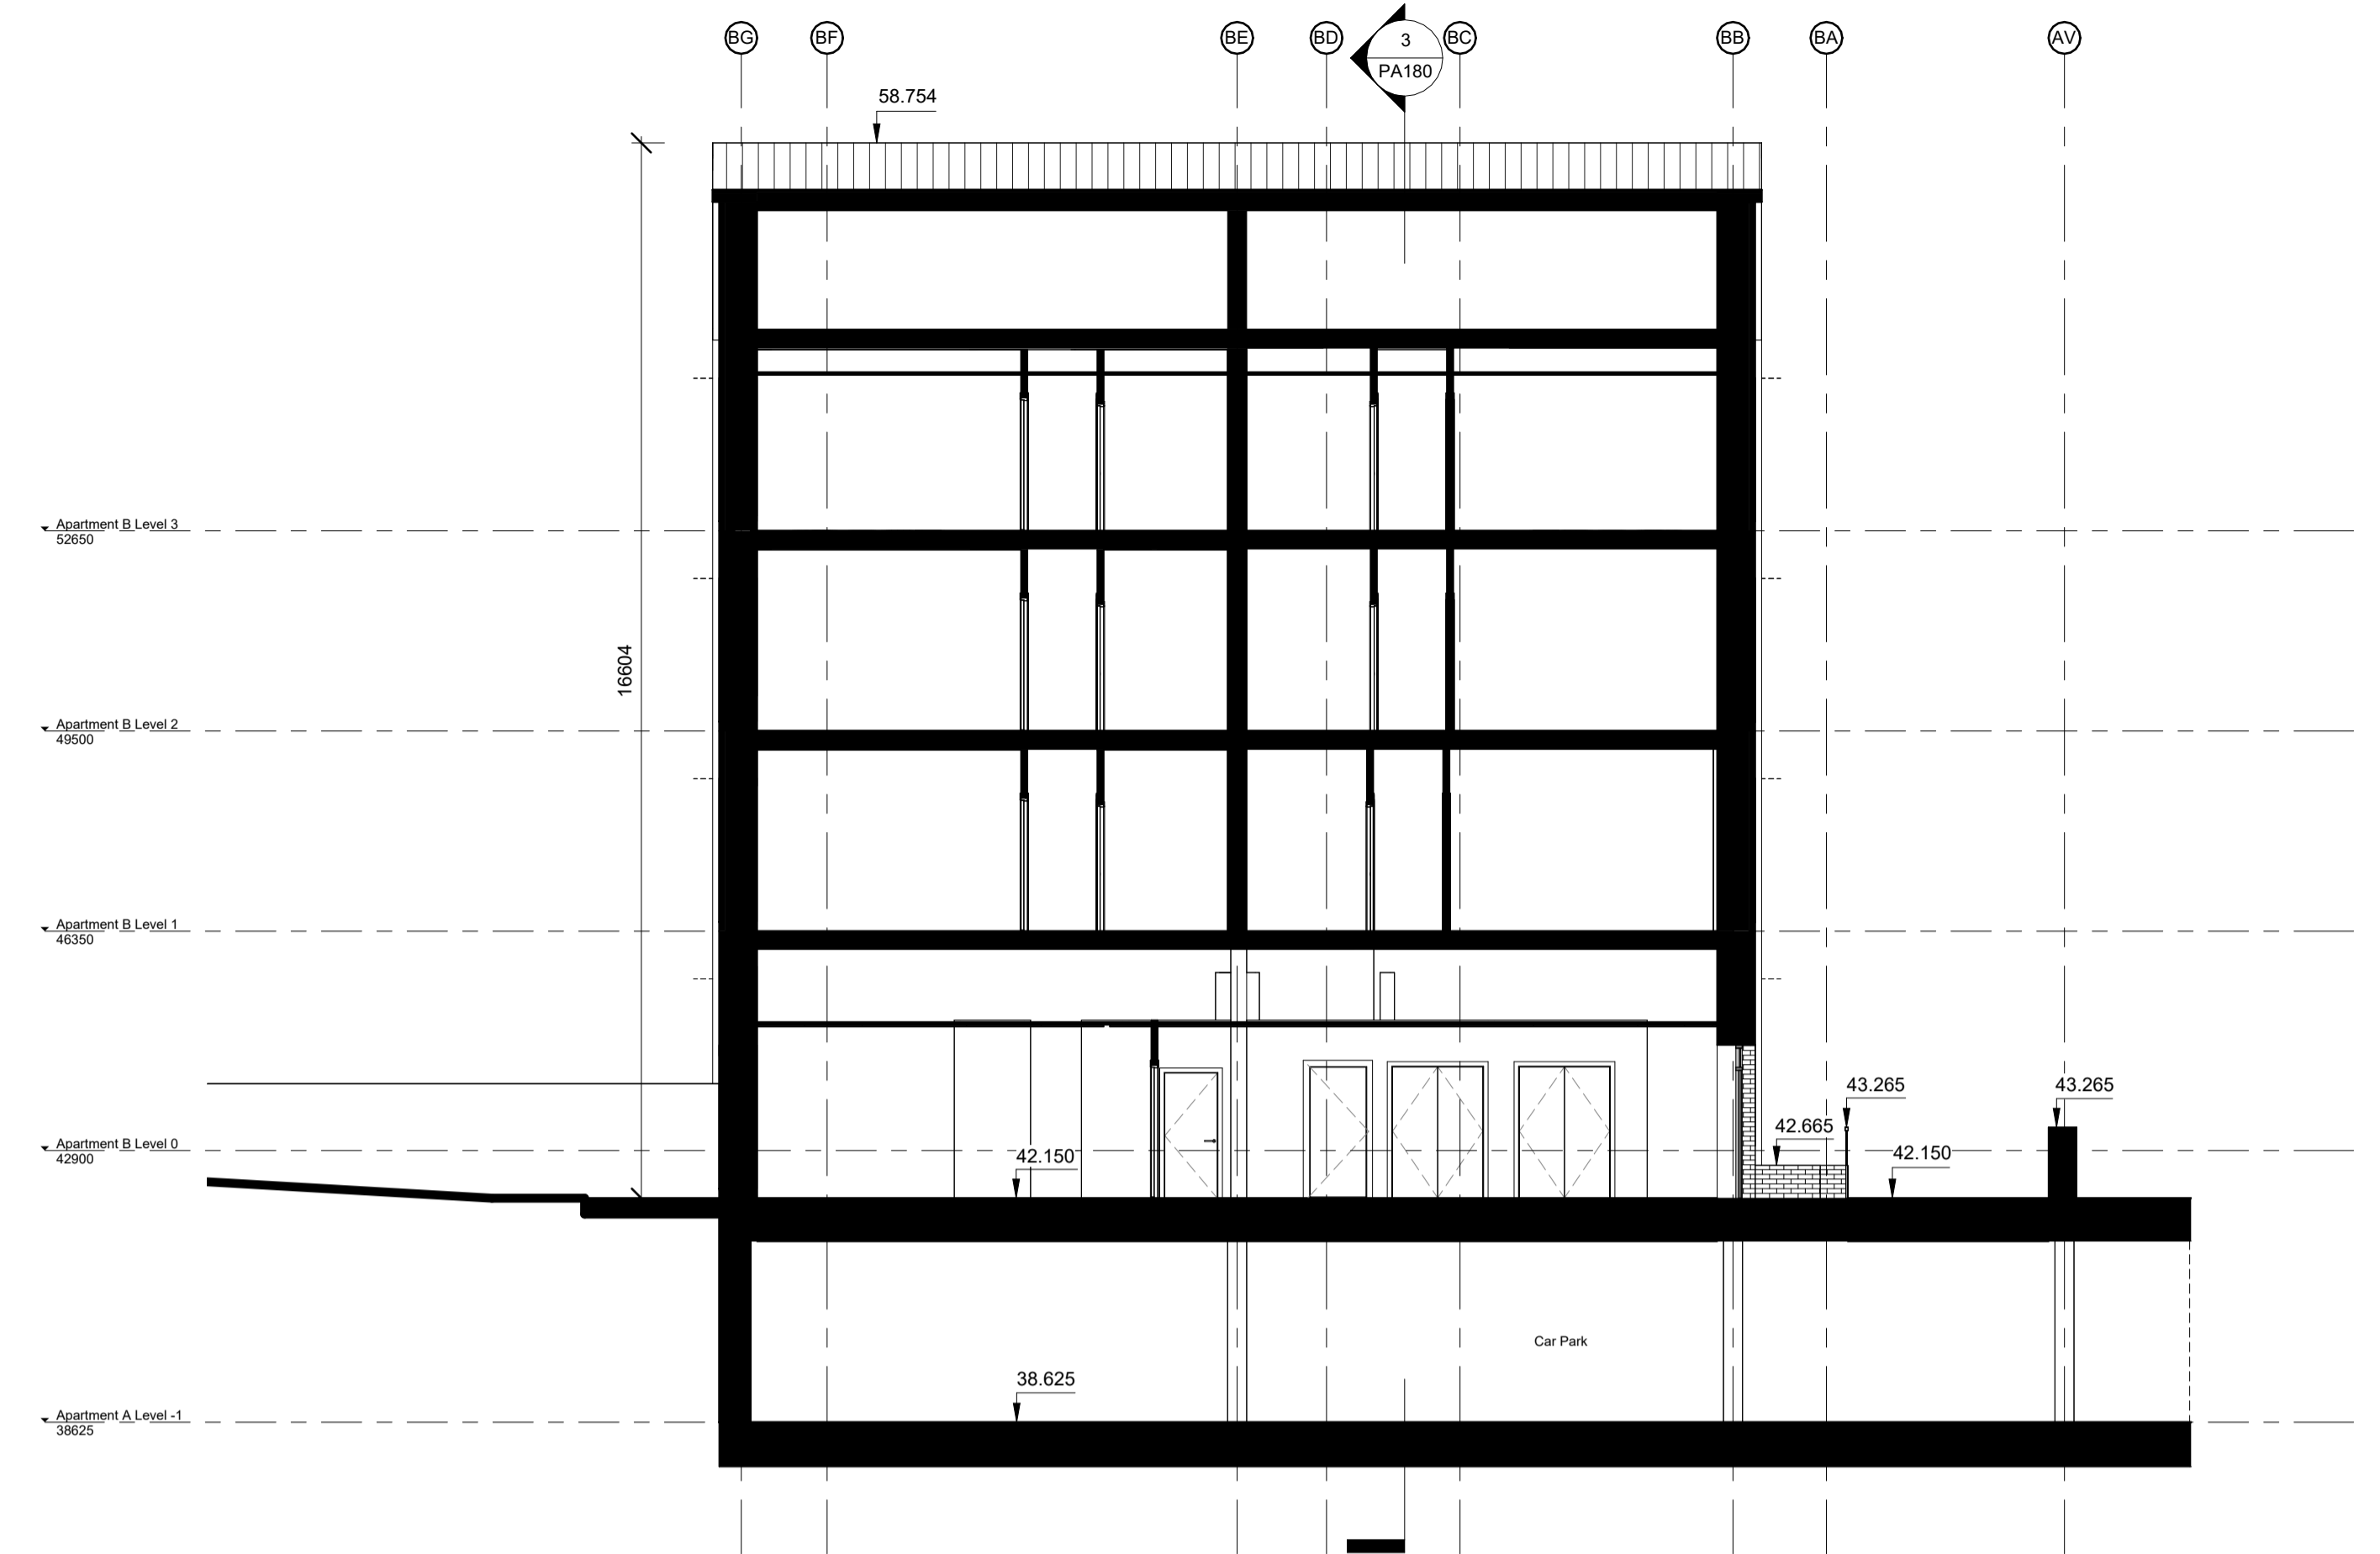 BG
BF
BE
BD
3
PA180
BC
BB
BA
AV
58.754
Apartment B Level 3
52650
16604
Apartment B Level 2
49500
Apartment B Level 1
46350
43.265
43.265
42.665
Apartment B Level 0
42900
42.150
42.150
Car Park
38.625
Apartment A Level -1
38625